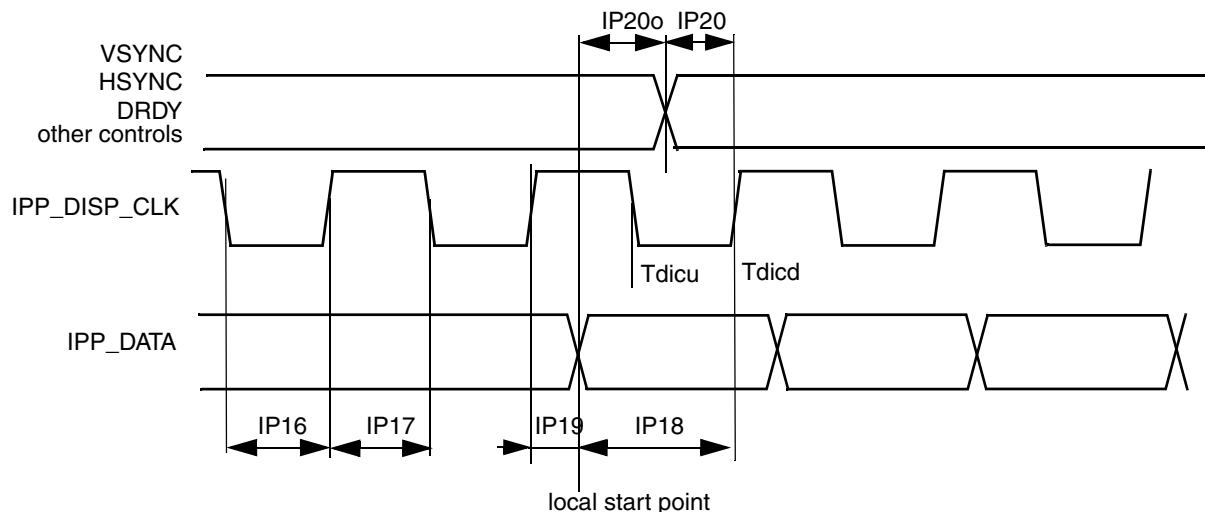 IP20o IP20
VSYNC
HSYNC
DRDY
other controls
IPP_DISP_CLK
Tdicu
Tdicd
IPP_DATA
IP16
IP17
IP19
IP18
local start point